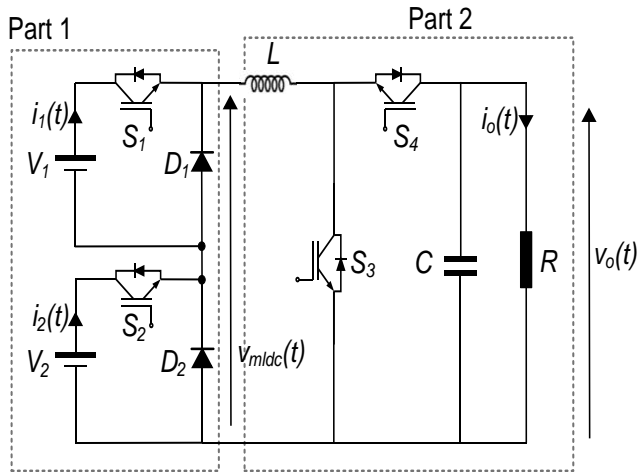 Part 1
Part 2
L
i1(t)
S1
V1
D1
S4
io(t)
S3
C
R
vo(t)
i2(t)
S2
V2
D2
vmldc(t)